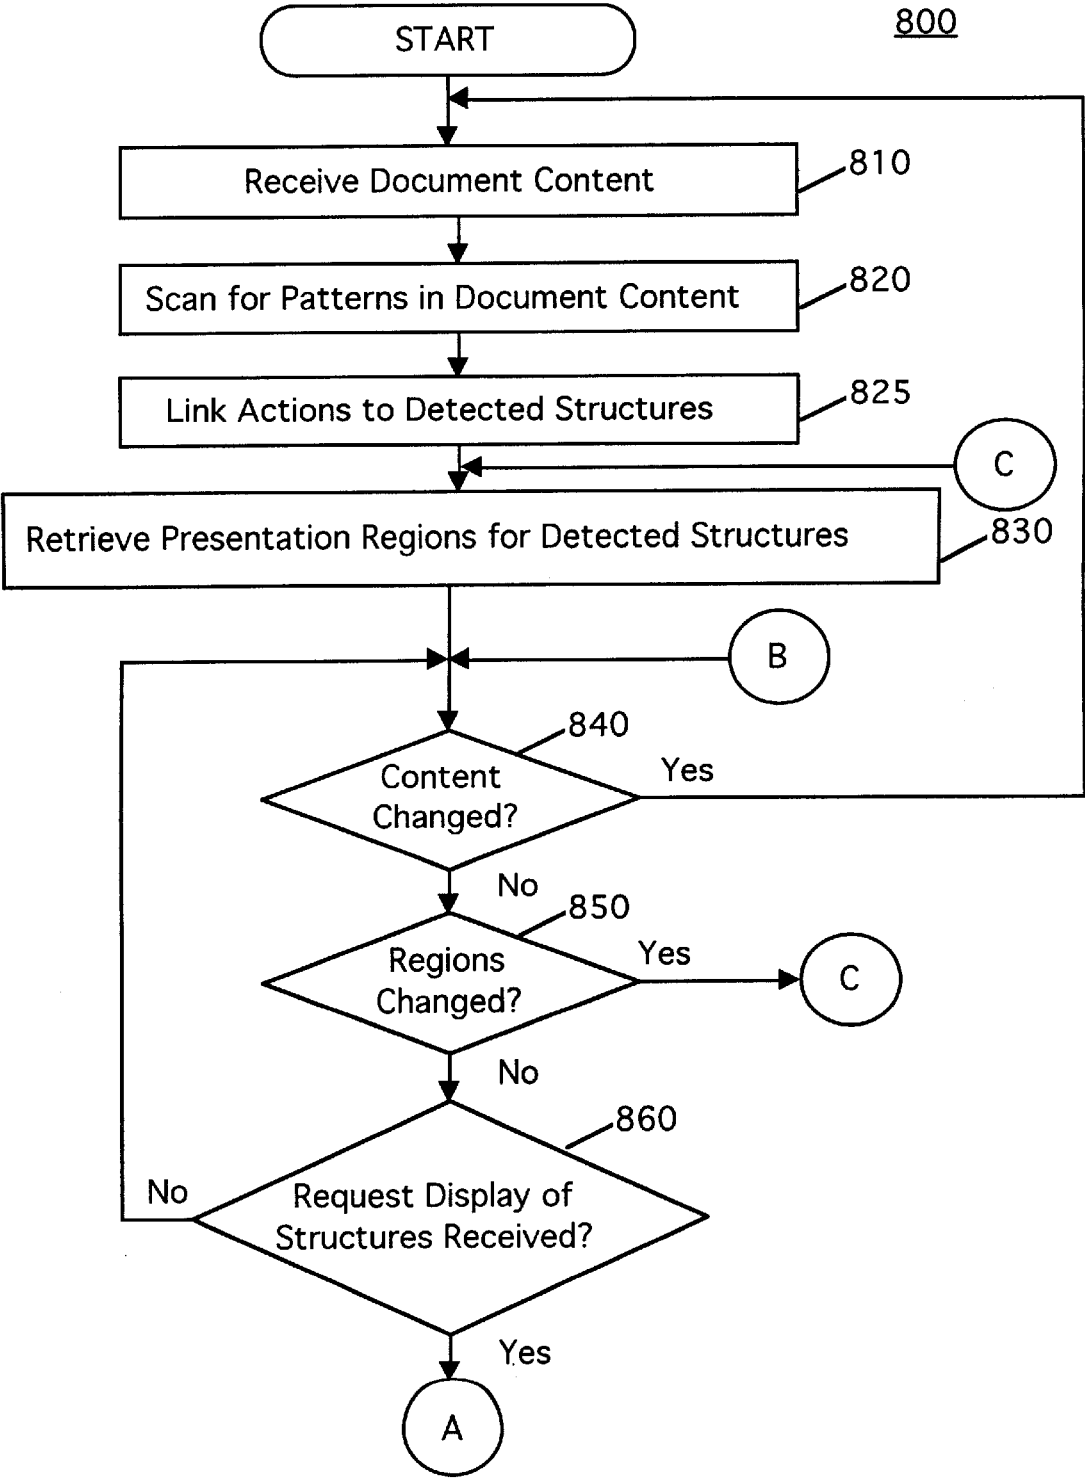 800
START
Receive Document Content
810
Scan for Patterns in Document Content
820
Link Actions to Detected Structures
825
C
Retrieve Presentation Regions for Detected Structures
830
B
840
Content
Changed?
Yes
No
850
Regions
Changed?
Yes
C
No
860
Request Display of
Structures Received?
No
Yes
A